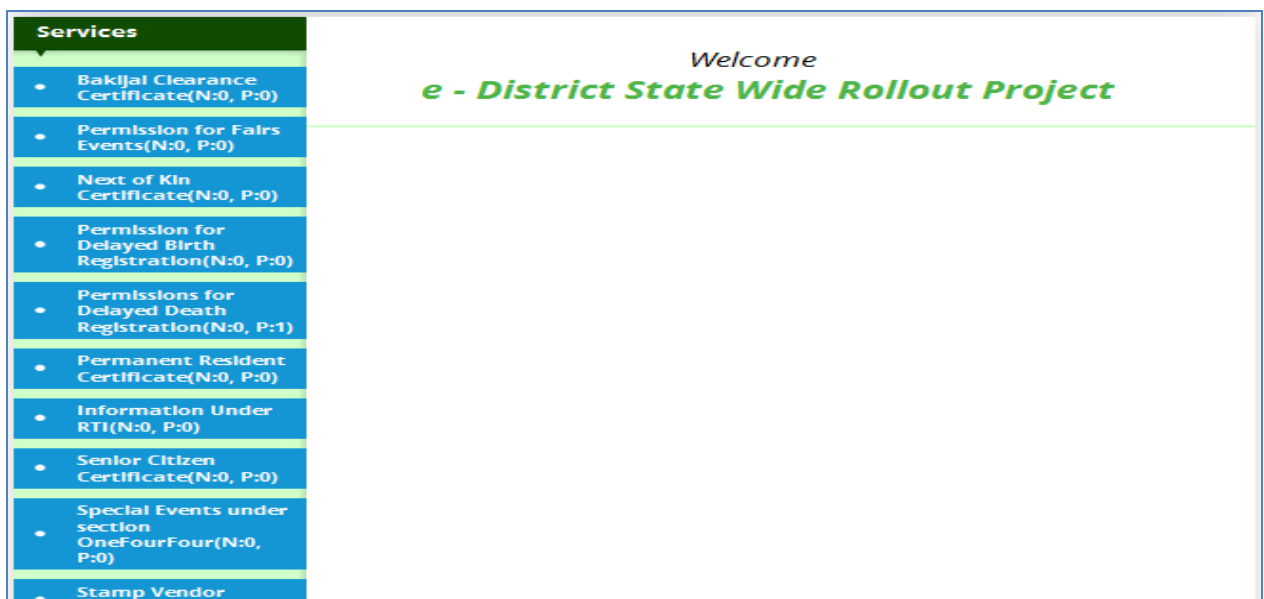 Services
Bakijai Clearance
Certificate(N:0, P:0)
Permission for Fairs
Events(N:0, P:0)
Next of Kin
Certificate(N:0, P:0)
Permission for
Delayed Birth
Registration(N:0, P:0)
Permissions for
Delayed Death
Registration(N:0, P:1)
Permanent Resident
Certificate(N:0, P:0)
Information Under
RTI(N:0, P:0)
Senior Citizen
Certificate(N:0, P:0)
Special Events under
section
OneFourFour(N:0,
P:0)
Stamp Vendor
Welcome
e - District State Wide Rollout Project